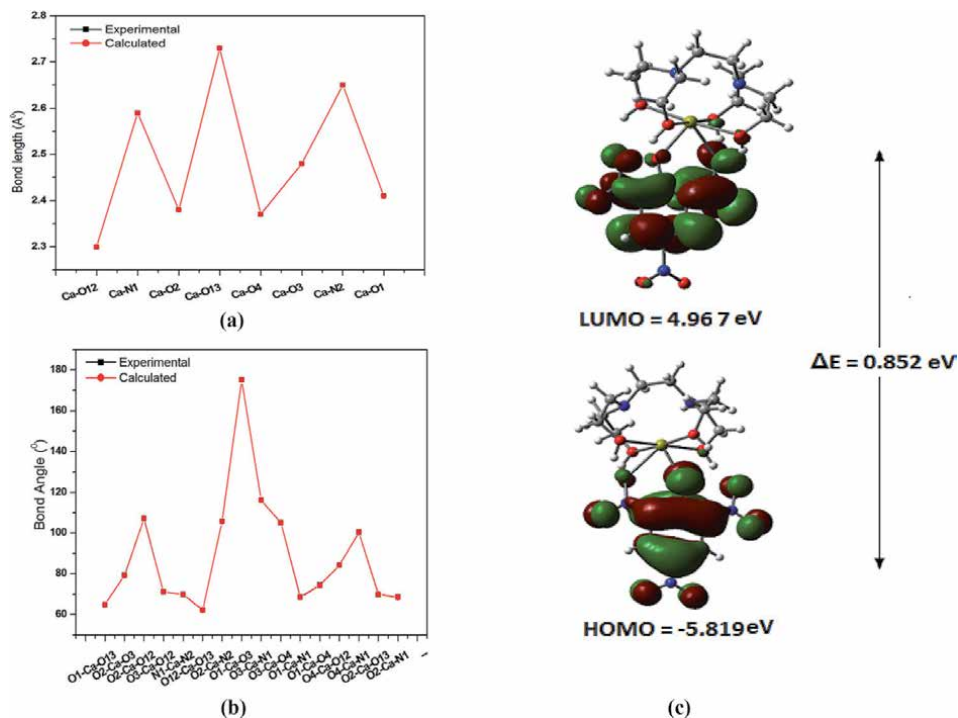 2.8
2.7
2.6
2.5
2.4
2.3
Bond length (A⁰)
Experimental
Calculated
Ca-O12
Ca-N1
Ca-O2
Ca-O13
Ca-O4
Ca-O3
Ca-N2
Ca-O1
(a)
180
160
140
120
100
80
60
Bond Angle (⁰)
Experimental
Calculated
O1-Ca-O13
O2-Ca-O3
O2-Ca-O12
O3-Ca-O12
N1-Ca-N2
O12-Ca-O13
O2-Ca-N2
O1-Ca-O3
O3-Ca-N1
O3-Ca-O4
O1-Ca-N1
O1-Ca-O4
O1-Ca-O12
O4-Ca-N1
O2-Ca-O13
O2-Ca-N1
--
(b)
LUMO = 4.967 eV
ΔE = 0.852 eV
HOMO = -5.819eV
(c)